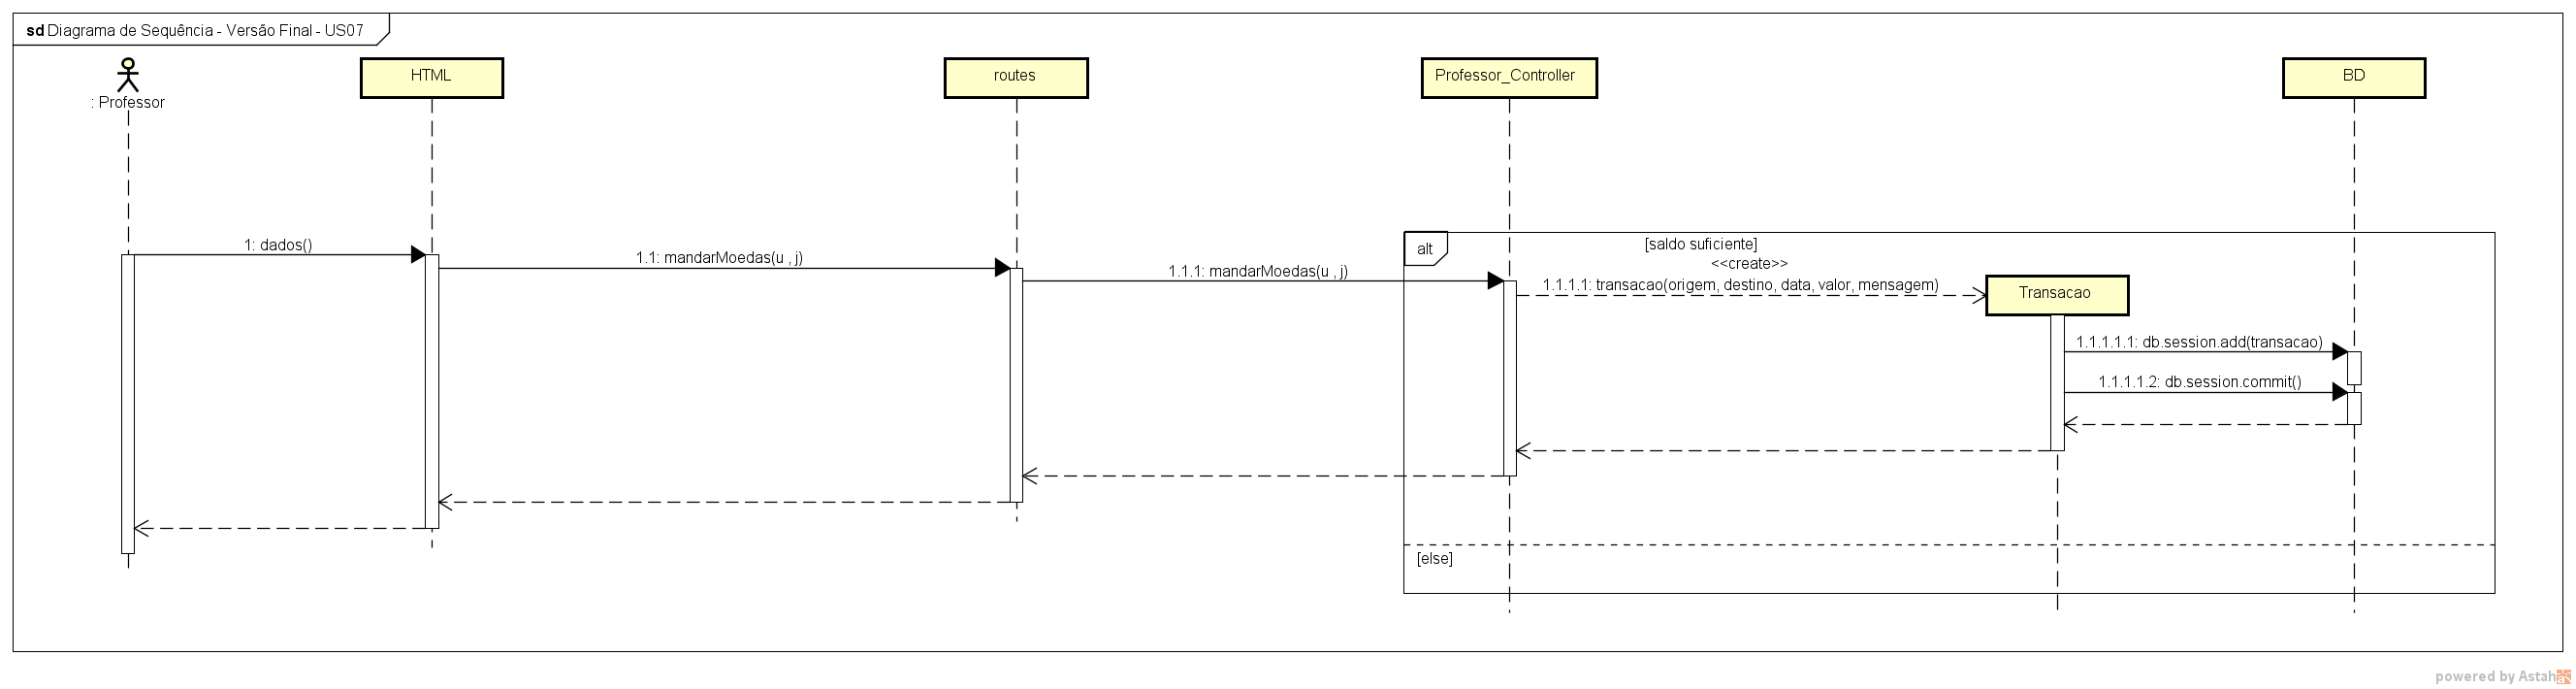 sd Diagrama de Sequência - Versão Final - US07
: Professor
HTML
routes
Professor_Controller
BD
1: dados()
1.1: mandarMoedas(u , j)
1.1.1: mandarMoedas(u , j)
alt
[saldo suficiente]
<<create>>
1.1.1.1: transacao(origem, destino, data, valor, mensagem)
Transacao
1.1.1.1.1: db.session.add(transacao)
1.1.1.1.2: db.session.commit()
[else]
powered by Astah